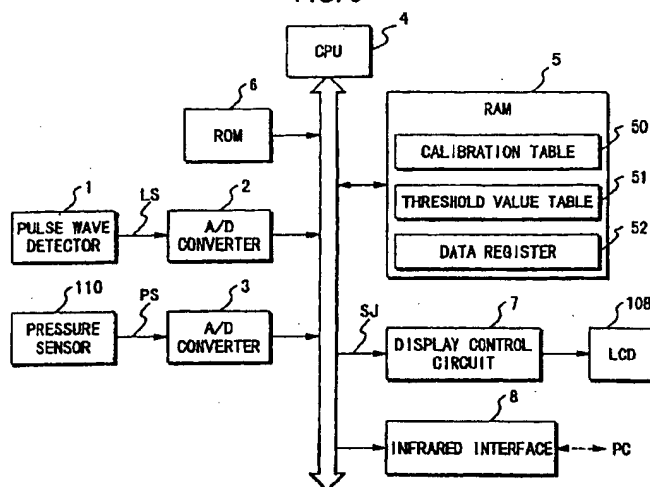 4
CPU
6
ROM
5
RAM
50
CALIBRATION TABLE
51
THRESHOLD VALUE TABLE
52
DATA REGISTER
1
PULSE WAVE
DETECTOR
LS
2
A/D
CONVERTER
110
PRESSURE
SENSOR
PS
3
A/D
CONVERTER
SJ
7
DISPLAY CONTROL
CIRCUIT
108
LCD
8
INFRARED INTERFACE
PC